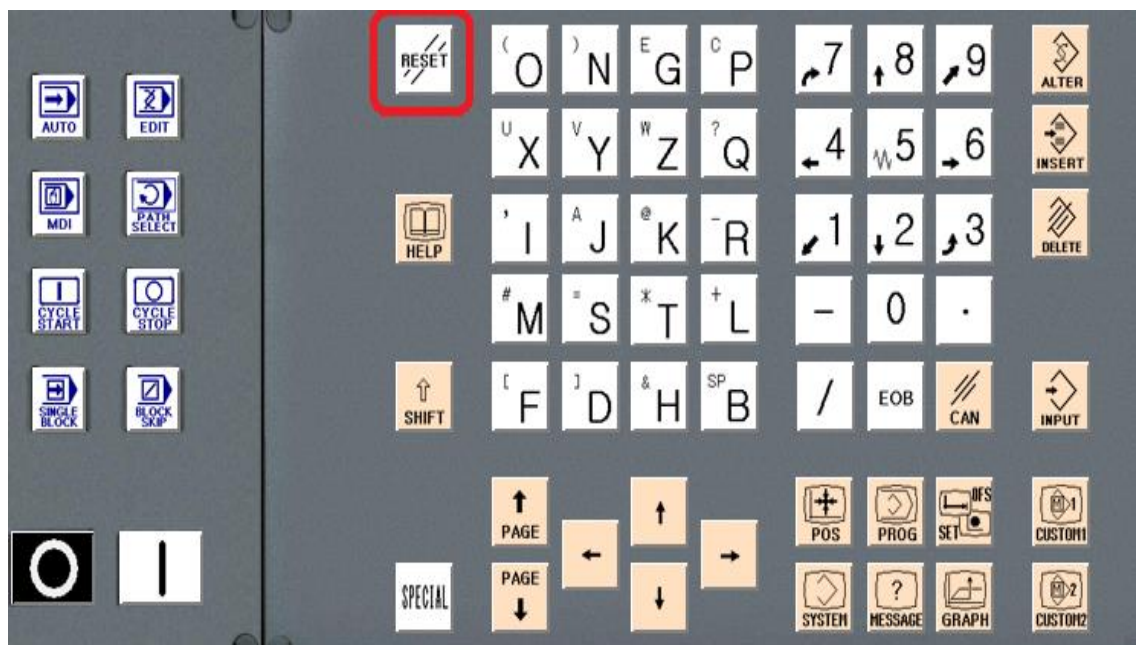 AUTO
EDIT
MDI
PATH
SELECT
CYCLE
START
CYCLE
STOP
SINGLE
BLOCK
BLOCK
SKIP
O
I
RESET
( O
) N
E G
C P
7
8
9
ALTER
U X
V Y
W Z
? Q
4
5
6
INSERT
HELP
, I
A J
@ K
- R
1
2
3
DELETE
# M
= S
* T
+ L
-
0
.
SHIFT
[ F
] D
& H
SP B
/
EOB
CAN
INPUT
PAGE
POS
PROG
OFS
SET
1
CUSTOM1
SPECIAL
PAGE
SYSTEM
?
MESSAGE
GRAPH
2
CUSTOM2